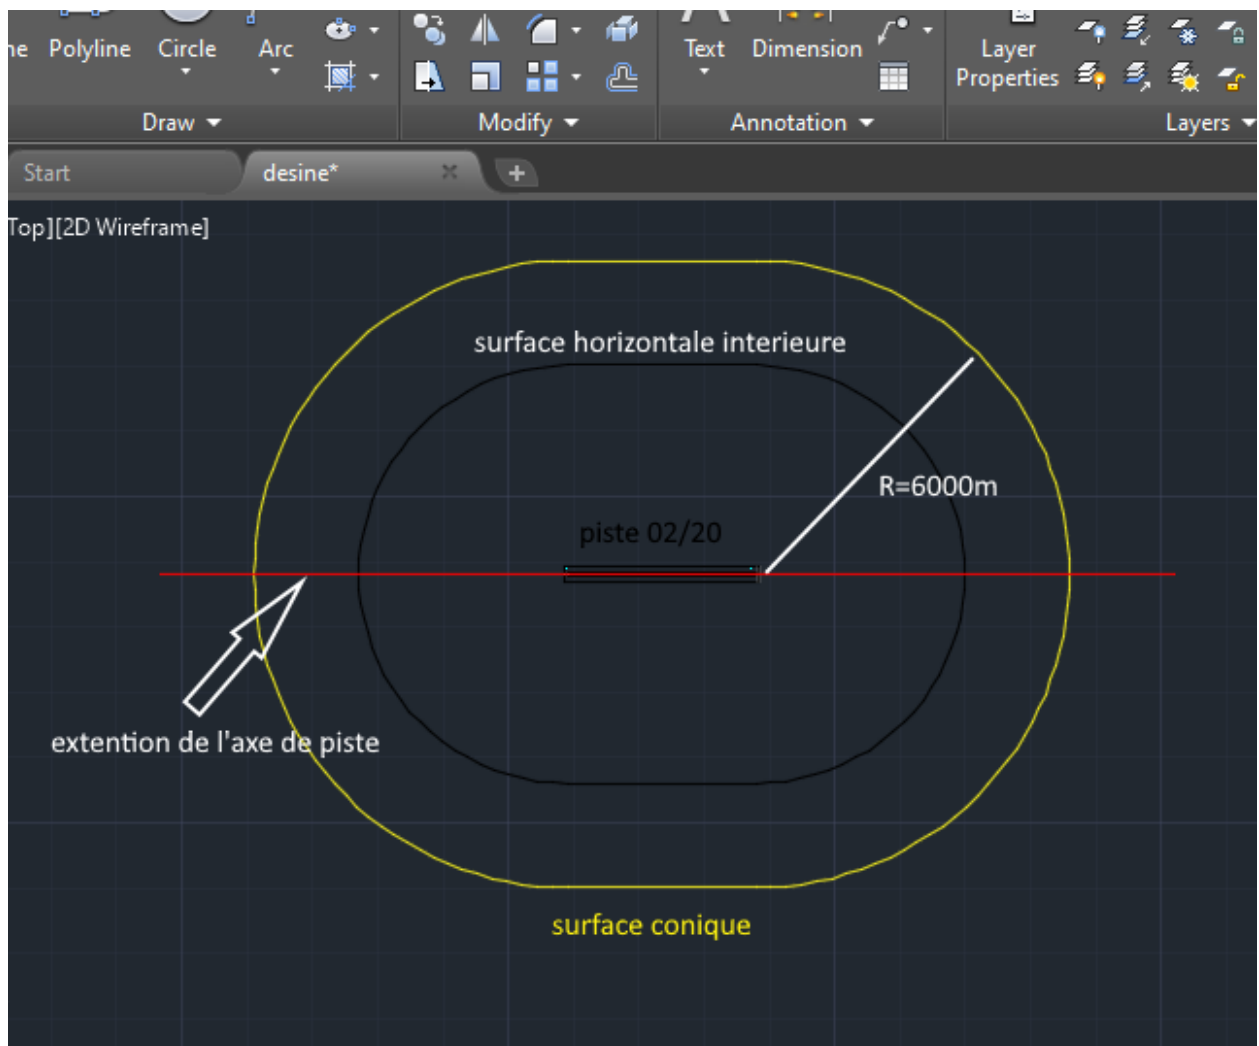 Polyline
Circle
Arc
Text
Dimension
Layer
Properties
Draw
Modify
Annotation
Layers
Start
desine*
Top][2D Wireframe]
surface horizontale interieure
R=6000m
piste 02/20
extention de l'axe de piste
surface conique